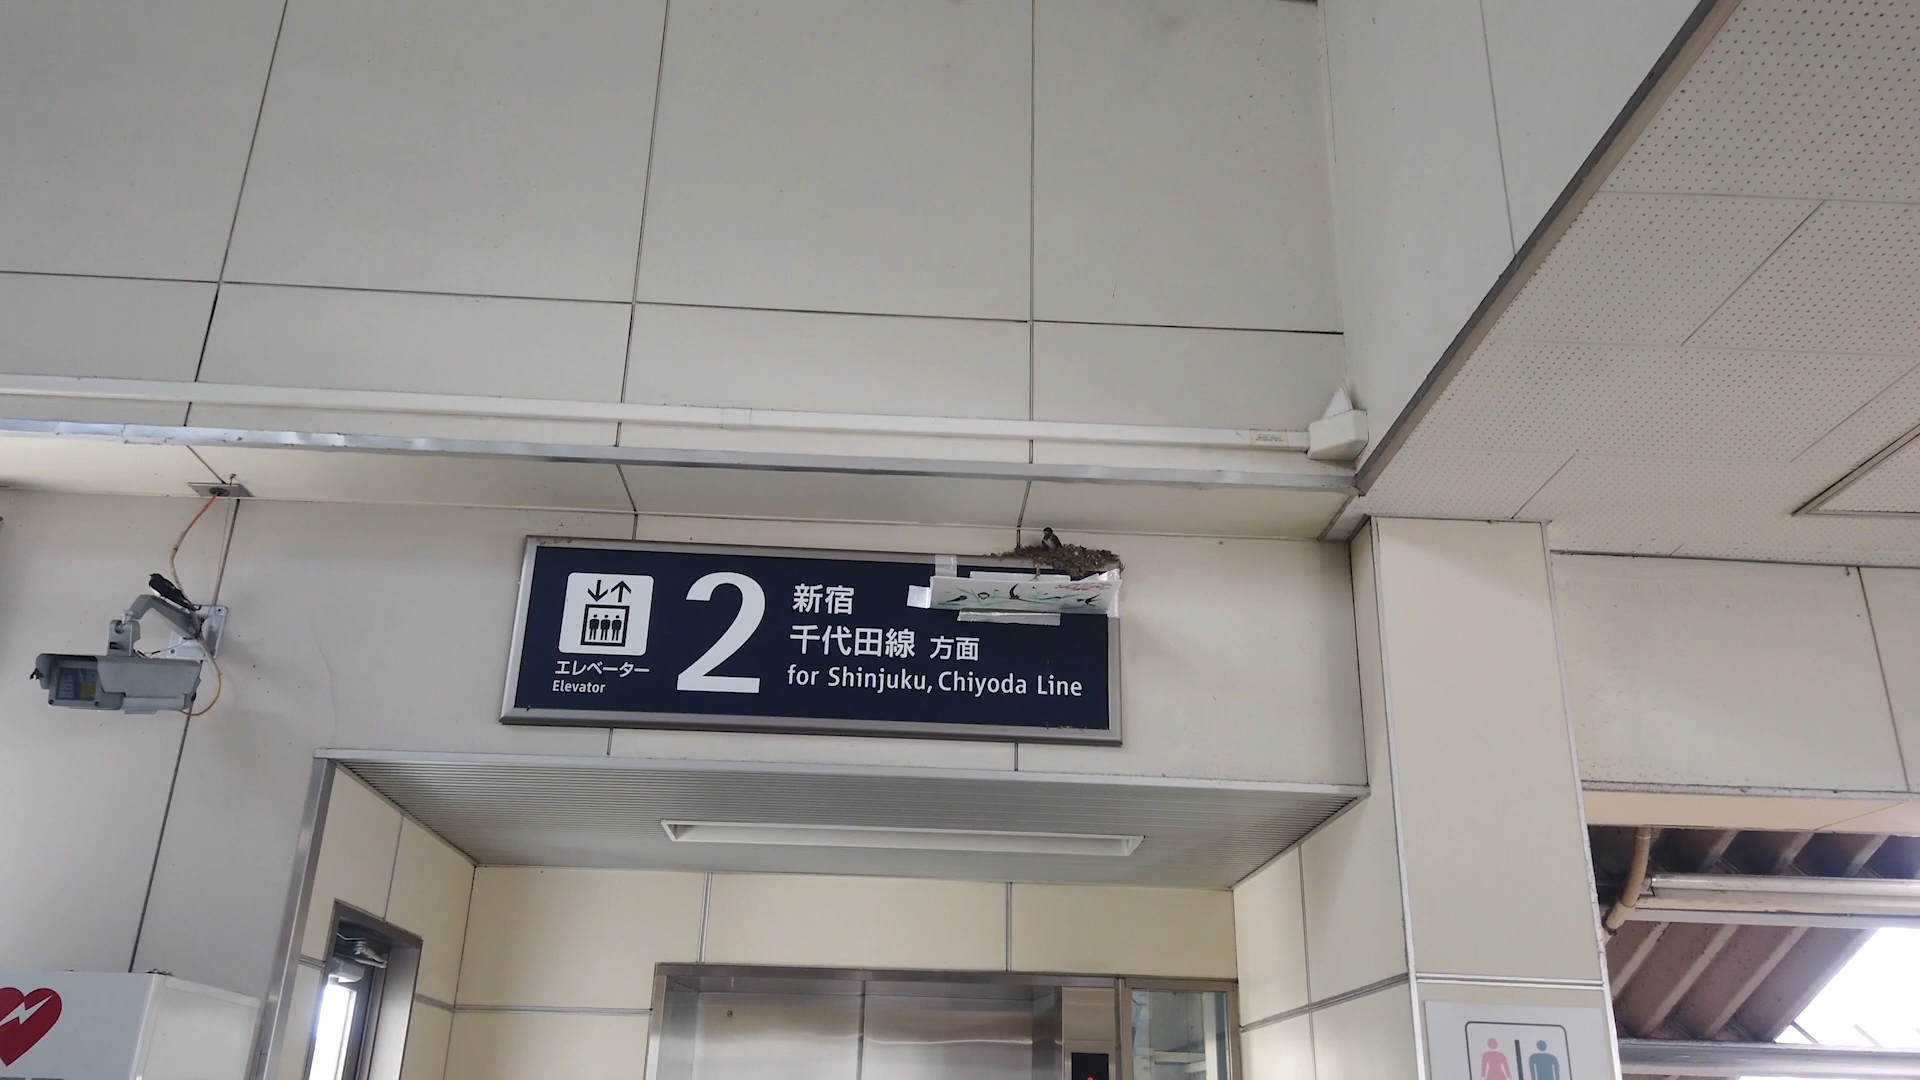 エレベーター
Elevator
2
新宿
千代田線 方面
for Shinjuku, Chiyoda Line